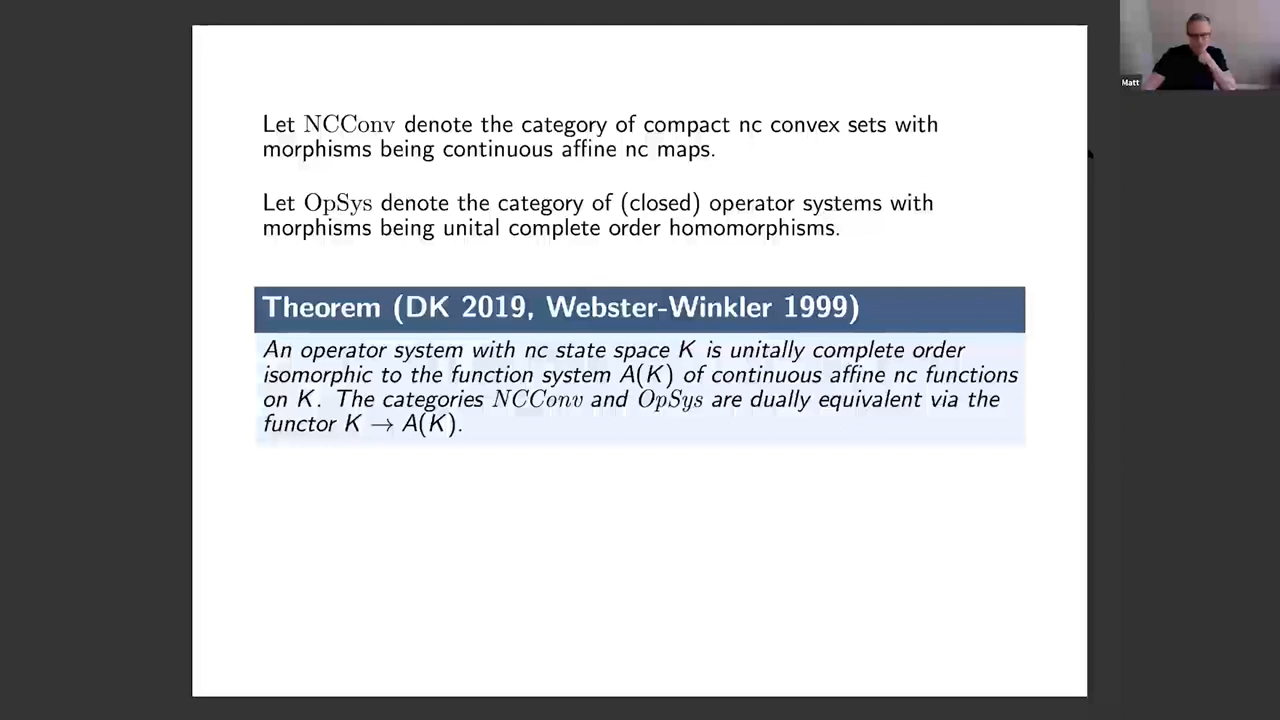 Let NCConv denote the category of compact nc convex sets with
morphisms being continuous affine nc maps.
Let OpSys denote the category of (closed) operator systems with
morphisms being unital complete order homomorphisms.
Theorem (DK 2019, Webster-Winkler 1999)
An operator system with nc state space K is unitally complete order
isomorphic to the function system A(K) of continuous affine nc functions
on K. The categories NCConv and OpSys are dually equivalent via the
functor K → A(K).
Matt